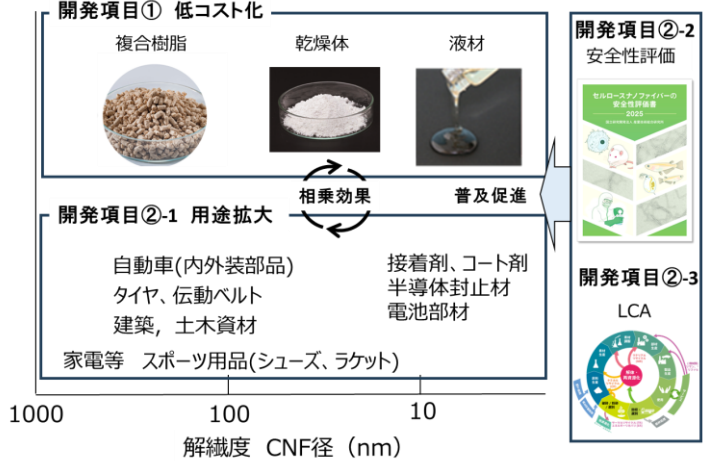 開発項目① 低コスト化
複合樹脂
乾燥体
液材
相乗効果
普及促進
開発項目②-1 用途拡大
自動車(内外装部品)
タイヤ、伝動ベルト
建築，土木資材
家電等 スポーツ用品(シューズ、ラケット)
接着剤、コート剤
半導体封止材
電池部材
1000
100
10
解繊度 CNF径（nm）
開発項目②-2
安全性評価
セルロースナノファイバーの
安全性評価書
2025
開発項目②-3
LCA